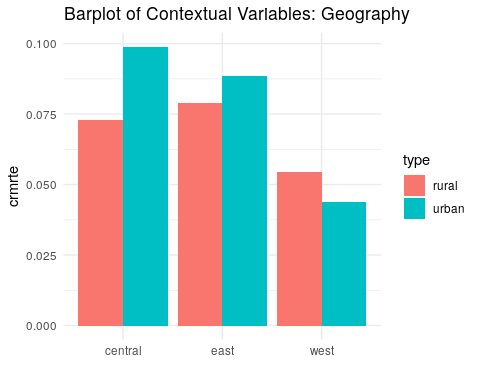 Barplot of Contextual Variables: Geography
crmrte
0.100
0.075
0.050
0.025
0.000
central east west
type
rural
urban